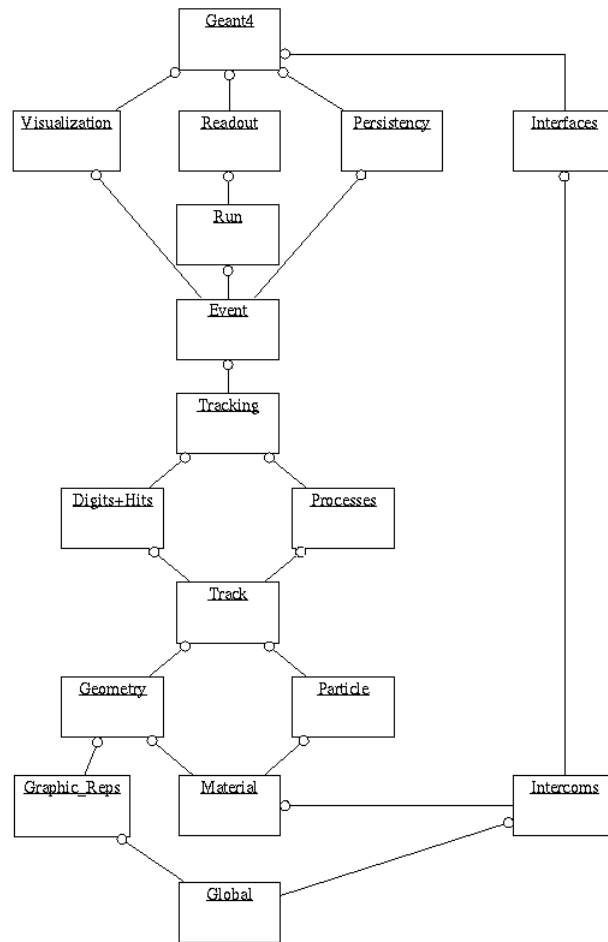 Geant4
Visualization
Readout
Persistency
Interfaces
Run
Event
Tracking
Digits+Hits
Processes
Track
Geometry
Particle
Graphic_Reps
Material
Intercoms
Global